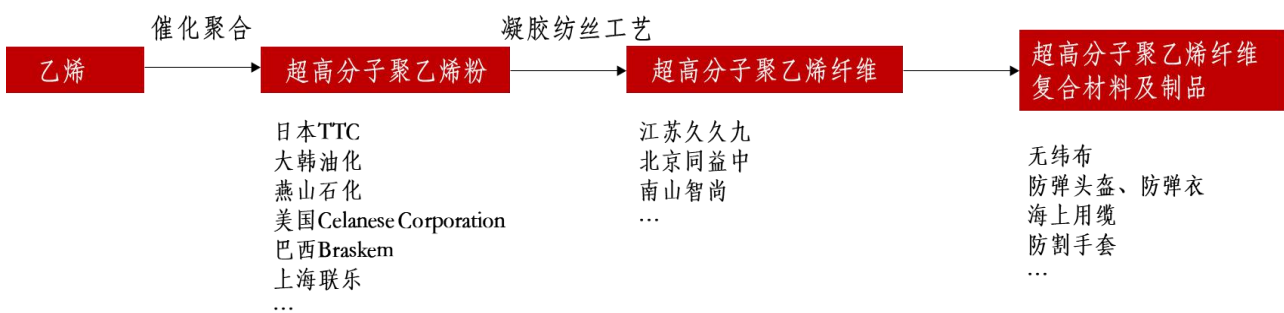 催化聚合
凝胶纺丝工艺
乙烯
超高分子聚乙烯粉
超高分子聚乙烯纤维
超高分子聚乙烯纤维
复合材料及制品
日本TTC
大韩油化
燕山石化
美国Celanese Corporation
巴西Braskem
上海联乐
…
江苏久久九
北京同益中
南山智尚
…
无纬布
防弹头盔、防弹衣
海上用缆
防割手套
…